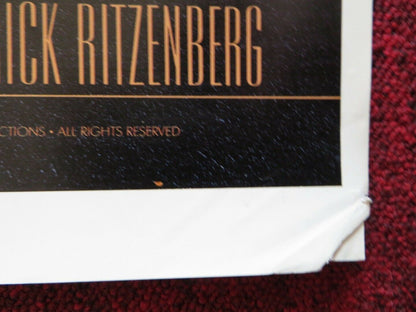 ICK RITZENBERG
CTIONS • ALL RIGHTS RESERVED